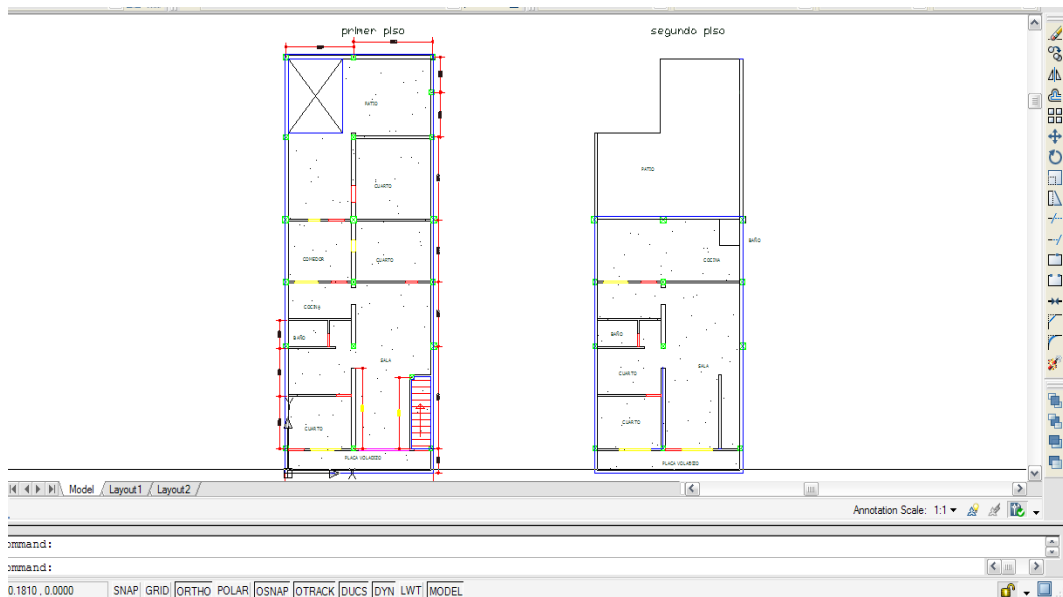 primer piso
segundo piso
PATIO
CUARTO
COMEDOR
CUARTO
COCINA
BAÑO
SALA
CUARTO
PLACA VOLADIZO
PATIO
BAÑO
COCINA
BAÑO
SALA
CUARTO
CUARTO
PLACA VOLADIZO
Y
X
Model Layout1 Layout2
Annotation Scale: 1:1
ommand:
ommand:
0.1810 , 0.0000 SNAP GRID ORTHO POLAR OSNAP OTRACK DUCS DYN LWT MODEL